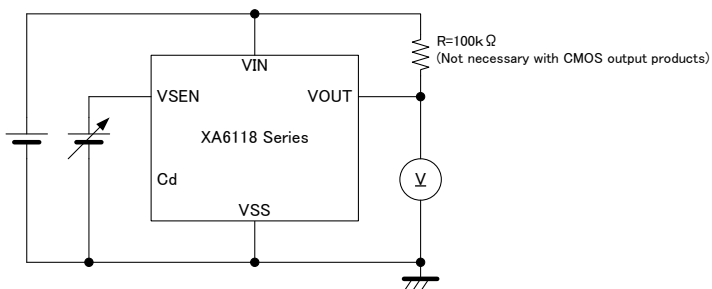 R=100kΩ
(Not necessary with CMOS output products)
VIN
VSEN
VOUT
XA6118 Series
Cd
V
VSS